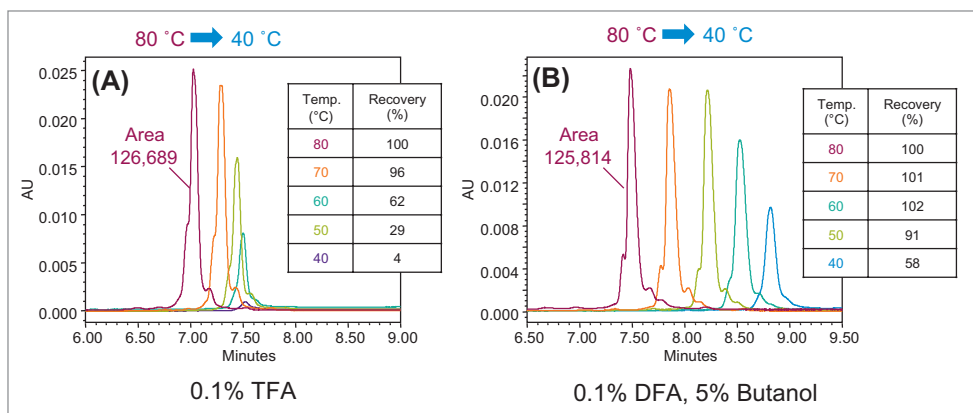 80 °C 40 °C
(A)
0.025
0.020
0.015
0.010
0.005
0.000
AU
Area
126,689
Temp. (°C) Recovery (%)
80 100
70 96
60 62
50 29
40 4
6.00 6.50 7.00 7.50 8.00 8.50 9.00
Minutes
0.1% TFA
80 °C 40 °C
(B)
0.020
0.016
0.012
0.008
0.004
0.000
AU
Area
125,814
Temp. (°C) Recovery (%)
80 100
70 101
60 102
50 91
40 58
6.50 7.00 7.50 8.00 8.50 9.00 9.50
Minutes
0.1% DFA, 5% Butanol